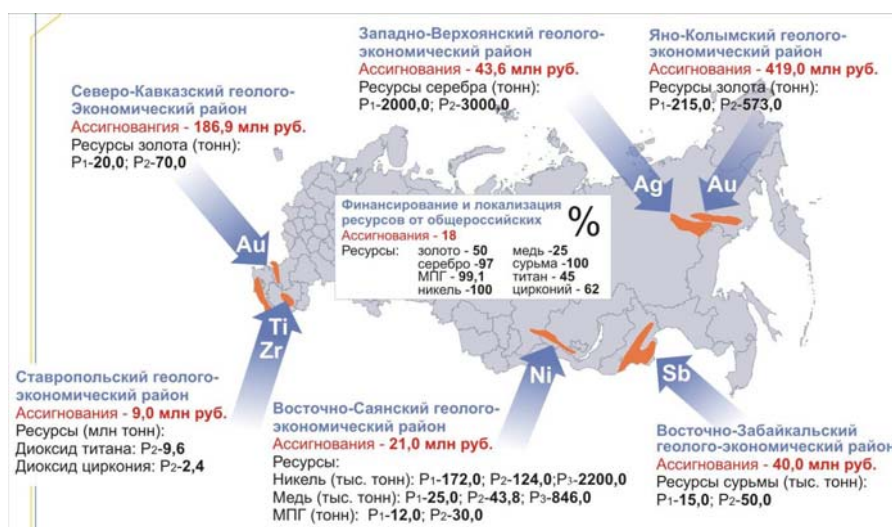 Западно-Верхоянский геолого-
экономический район
Ассигнования - 43,6 млн руб.
Ресурсы серебра (тонн):
P1-2000,0; P2-3000,0
Яно-Колымский геолого-
экономический район
Ассигнования - 419,0 млн руб.
Ресурсы золота (тонн):
P1-215,0; P2-573,0
Северо-Кавказский геолого-
Экономический район
Ассигновангия - 186,9 млн руб.
Ресурсы золота (тонн):
P1-20,0; P2-70,0
Ag
Au
Финансирование и локализация
ресурсов от общероссийских
%
Ассигнования - 18
Ресурсы: золото - 50 медь -25
серебро -97 сурьма -100
МПГ - 99,1 титан - 45
никель -100 цирконий - 62
Au
Ti
Zr
Ni
Sb
Ставропольский геолого-
экономический район
Ассигнования - 9,0 млн руб.
Ресурсы (млн тонн):
Диоксид титана: P2-9,6
Диоксид циркония: P2-2,4
Восточно-Саянский геолого-
экономический район
Ассигнования - 21,0 млн руб.
Ресурсы:
Никель (тыс. тонн): P1-172,0; P2-124,0;P3-2200,0
Медь (тыс. тонн): P1-25,0; P2-43,8; P3-846,0
МПГ (тонн): P1-12,0; P2-30,0
Восточно-Забайкальский
геолого-экономический район
Ассигнования - 40,0 млн руб.
Ресурсы сурьмы (тыс. тонн):
P1-15,0; P2-50,0